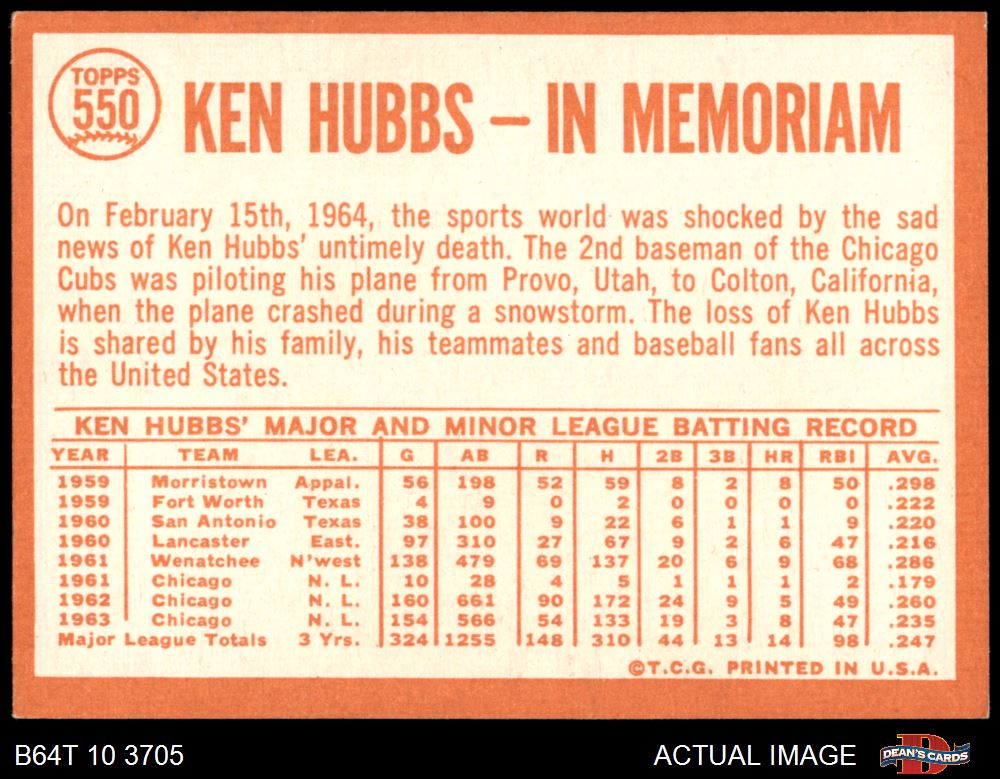 TOPPS
550
KEN HUBBS – IN MEMORIAM
On February 15th, 1964, the sports world was shocked by the sad
news of Ken Hubbs' untimely death. The 2nd baseman of the Chicago
Cubs was piloting his plane from Provo, Utah, to Colton, California,
when the plane crashed during a snowstorm. The loss of Ken Hubbs
is shared by his family, his teammates and baseball fans all across
the United States.
KEN HUBBS' MAJOR AND MINOR LEAGUE BATTING RECORD
YEAR TEAM LEA. G AB R H 2B 3B HR RBI AVG.
1959 Morristown Appal. 56 198 52 59 8 2 8 50 .298
1959 Fort Worth Texas 4 9 0 2 0 0 0 0 .222
1960 San Antonio Texas 38 100 9 22 6 1 1 9 .220
1960 Lancaster East. 97 310 27 67 9 2 6 47 .216
1961 Wenatchee N'west 138 479 69 137 20 6 9 68 .286
1961 Chicago N. L. 10 28 4 5 1 1 1 2 .179
1962 Chicago N. L. 160 661 90 172 24 9 5 49 .260
1963 Chicago N. L. 154 566 54 133 19 3 8 47 .235
Major League Totals 3 Yrs. 324 1255 148 310 44 13 14 98 .247
©T.C.G. PRINTED IN U.S.A.
B64T 10 3705
ACTUAL IMAGE
DEAN'S CARDS